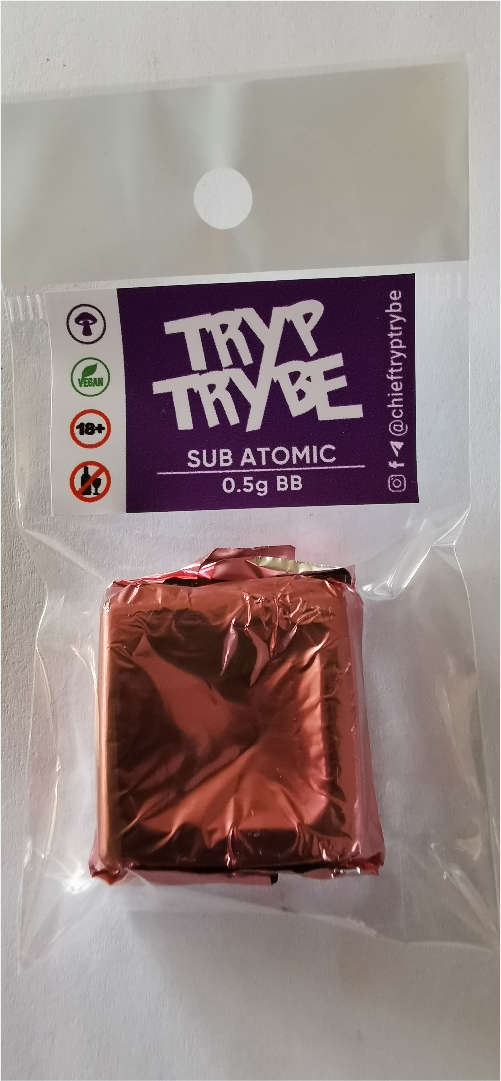 TRYP
TRYBE
SUB ATOMIC
0.5g BB
VEGAN
18+
@chieftryptrybe